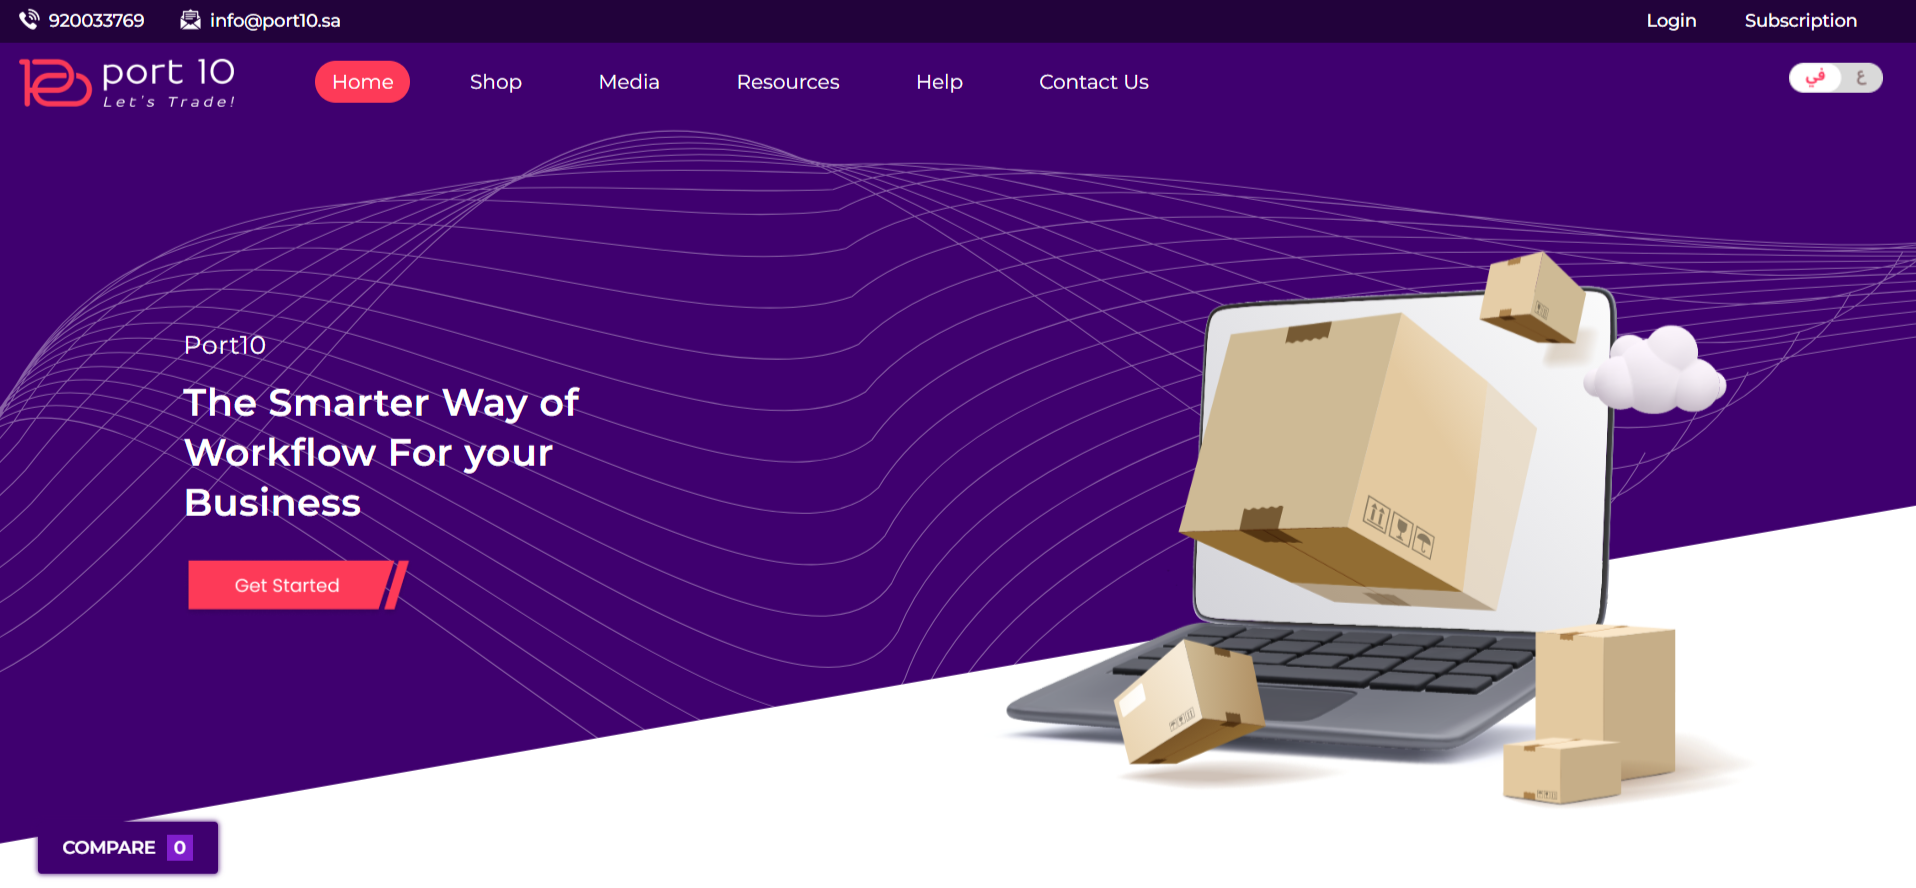 920033769
info@port10.sa
Login
Subscription
port 10
Let's Trade!
Home
Shop
Media
Resources
Help
Contact Us
في
ع
Port10
The Smarter Way of
Workflow For your
Business
Get Started
COMPARE 0